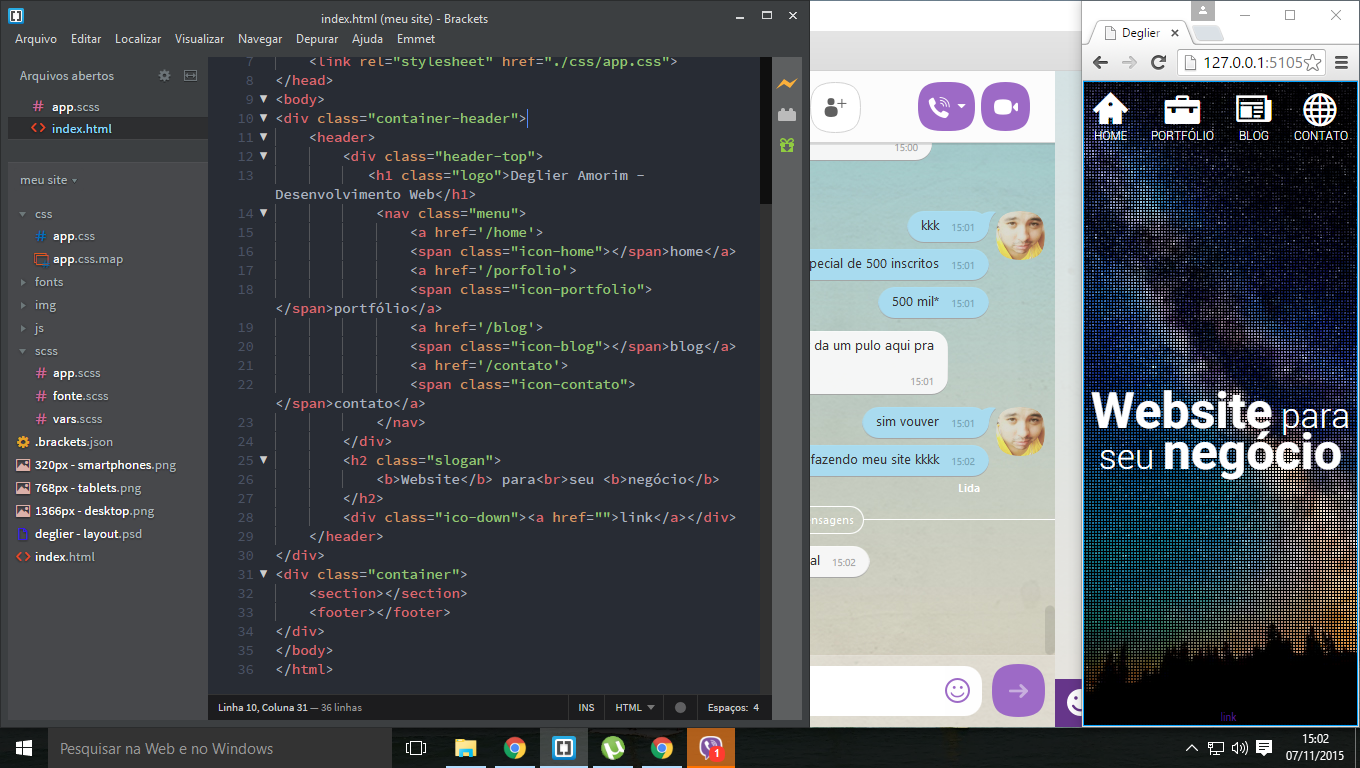 index.html (meu site) - Brackets
Arquivo Editar Localizar Visualizar Navegar Depurar Ajuda Emmet
Arquivos abertos
app.scss
index.html
meu site
css
app.css
app.css.map
fonts
img
js
scss
app.scss
fonte.scss
vars.scss
.brackets.json
320px - smartphones.png
768px - tablets.png
1366px - desktop.png
deglier - layout.psd
index.html
7 <link rel="stylesheet" href="./css/app.css">
8 </head>
9 <body>
10 <div class="container-header">
11 <header>
12 <div class="header-top">
13 <h1 class="logo">Deglier Amorim -
Desenvolvimento Web</h1>
14 <nav class="menu">
15 <a href='/home'>
16 <span class="icon-home"></span>home</a>
17 <a href='/porfolio'>
18 <span class="icon-portfolio">
</span>portfólio</a>
19 <a href='/blog'>
20 <span class="icon-blog"></span>blog</a>
21 <a href='/contato'>
22 <span class="icon-contato">
</span>contato</a>
23 </nav>
24 </div>
25 <h2 class="slogan">
26 <b>Website</b> para<br>seu <b>negócio</b>
27 </h2>
28 <div class="ico-down"><a href="">link</a></div>
29 </header>
30 </div>
31 <div class="container">
32 <section></section>
33 <footer></footer>
34 </div>
35 </body>
36 </html>
Linha 10, Coluna 31 — 36 linhas
INS HTML Espaços: 4
15:00
kkk 15:01
pecial de 500 inscritos 15:01
500 mil* 15:01
da um pulo aqui pra
15:01
sim vouver 15:01
fazendo meu site kkkk 15:02
Lida
nsagens
al 15:02
Deglier
127.0.0.1:5105
HOME PORTFÓLIO BLOG CONTATO
Website para
seu negócio
link
Pesquisar na Web e no Windows
1
15:02
07/11/2015